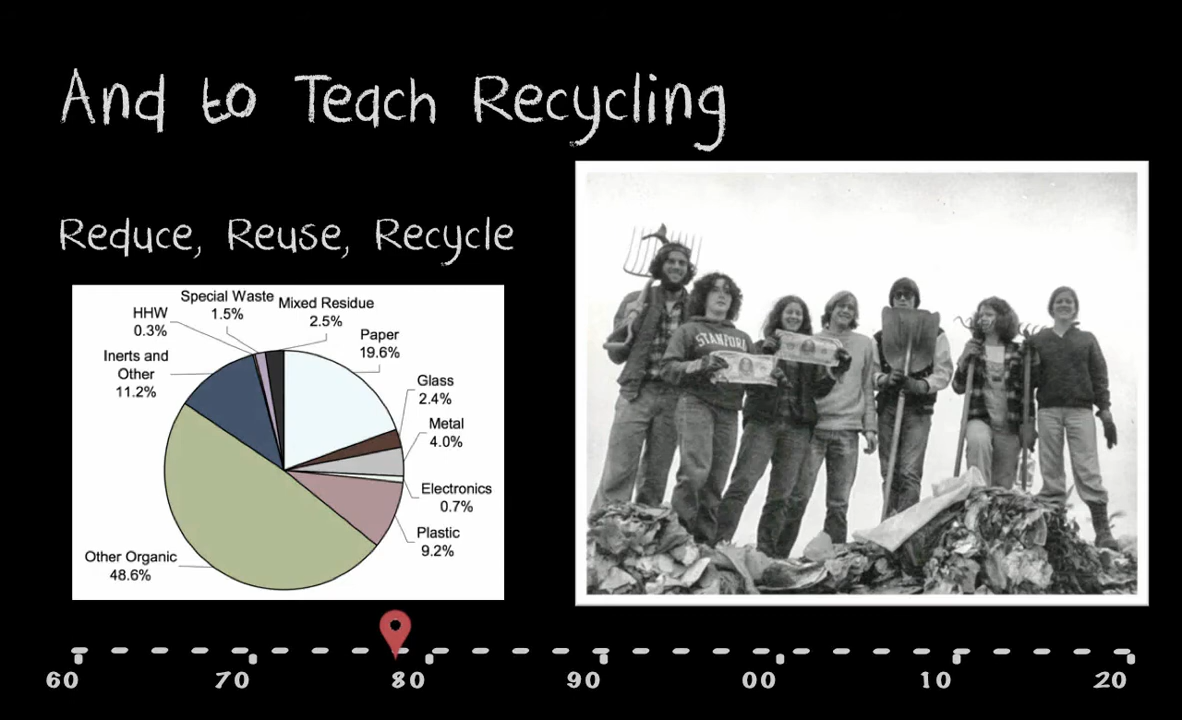 And to Teach Recycling
Reduce, Reuse, Recycle
Special Waste
1.5%
Mixed Residue
2.5%
HHW
0.3%
Paper
19.6%
Inerts and
Other
11.2%
Glass
2.4%
Metal
4.0%
Electronics
0.7%
Plastic
9.2%
Other Organic
48.6%
STANFORD
60 70 80 90 00 10 20